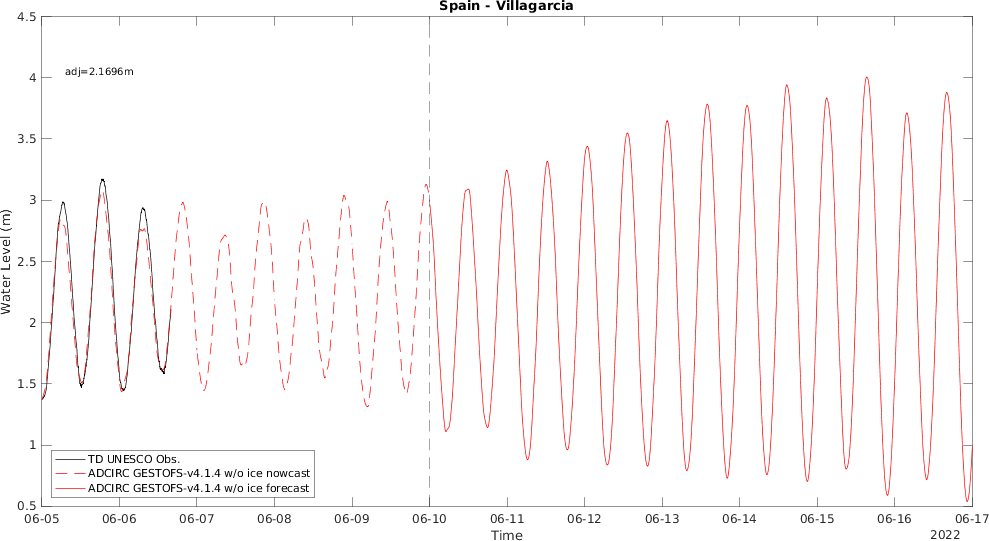 Spain - Villagarcia
adj=2.1696m
Water Level (m)
4.5
4
3.5
3
2.5
2
1.5
1
0.5
TD UNESCO Obs.
ADCIRC GESTOFS-v4.1.4 w/o ice nowcast
ADCIRC GESTOFS-v4.1.4 w/o ice forecast
06-05 06-06 06-07 06-08 06-09 06-10 06-11 06-12 06-13 06-14 06-15 06-16 06-17
Time
2022